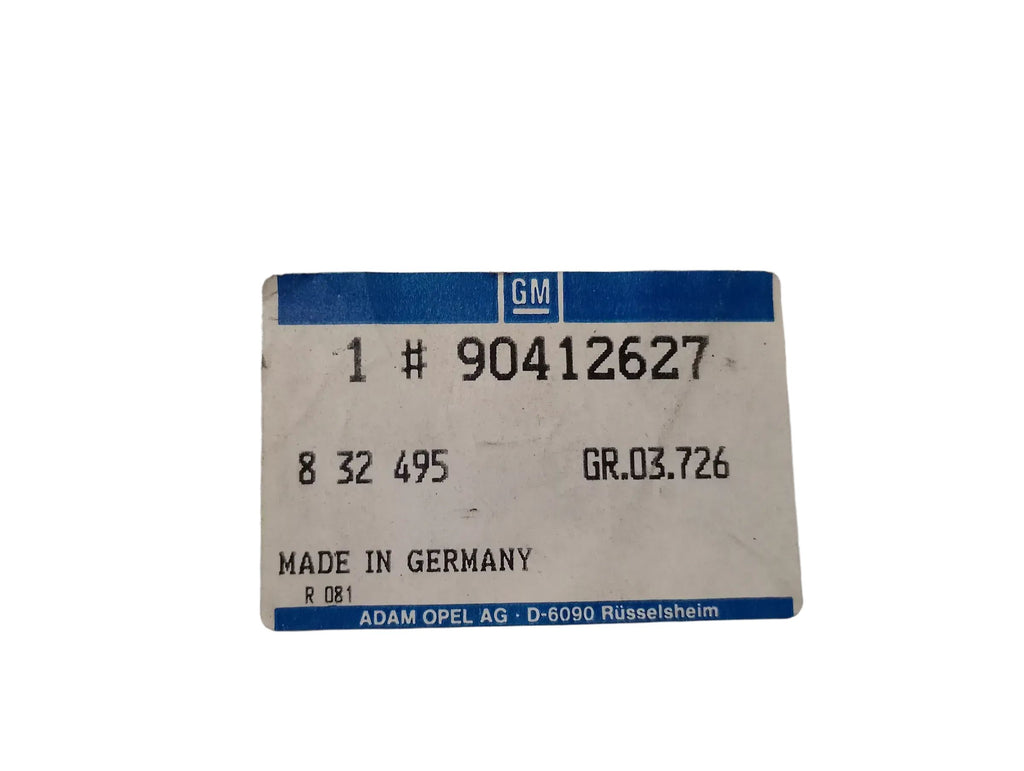 GM
1 # 90412627
8 32 495 GR.03.726
MADE IN GERMANY
R 081
ADAM OPEL AG · D-6090 Rüsselsheim